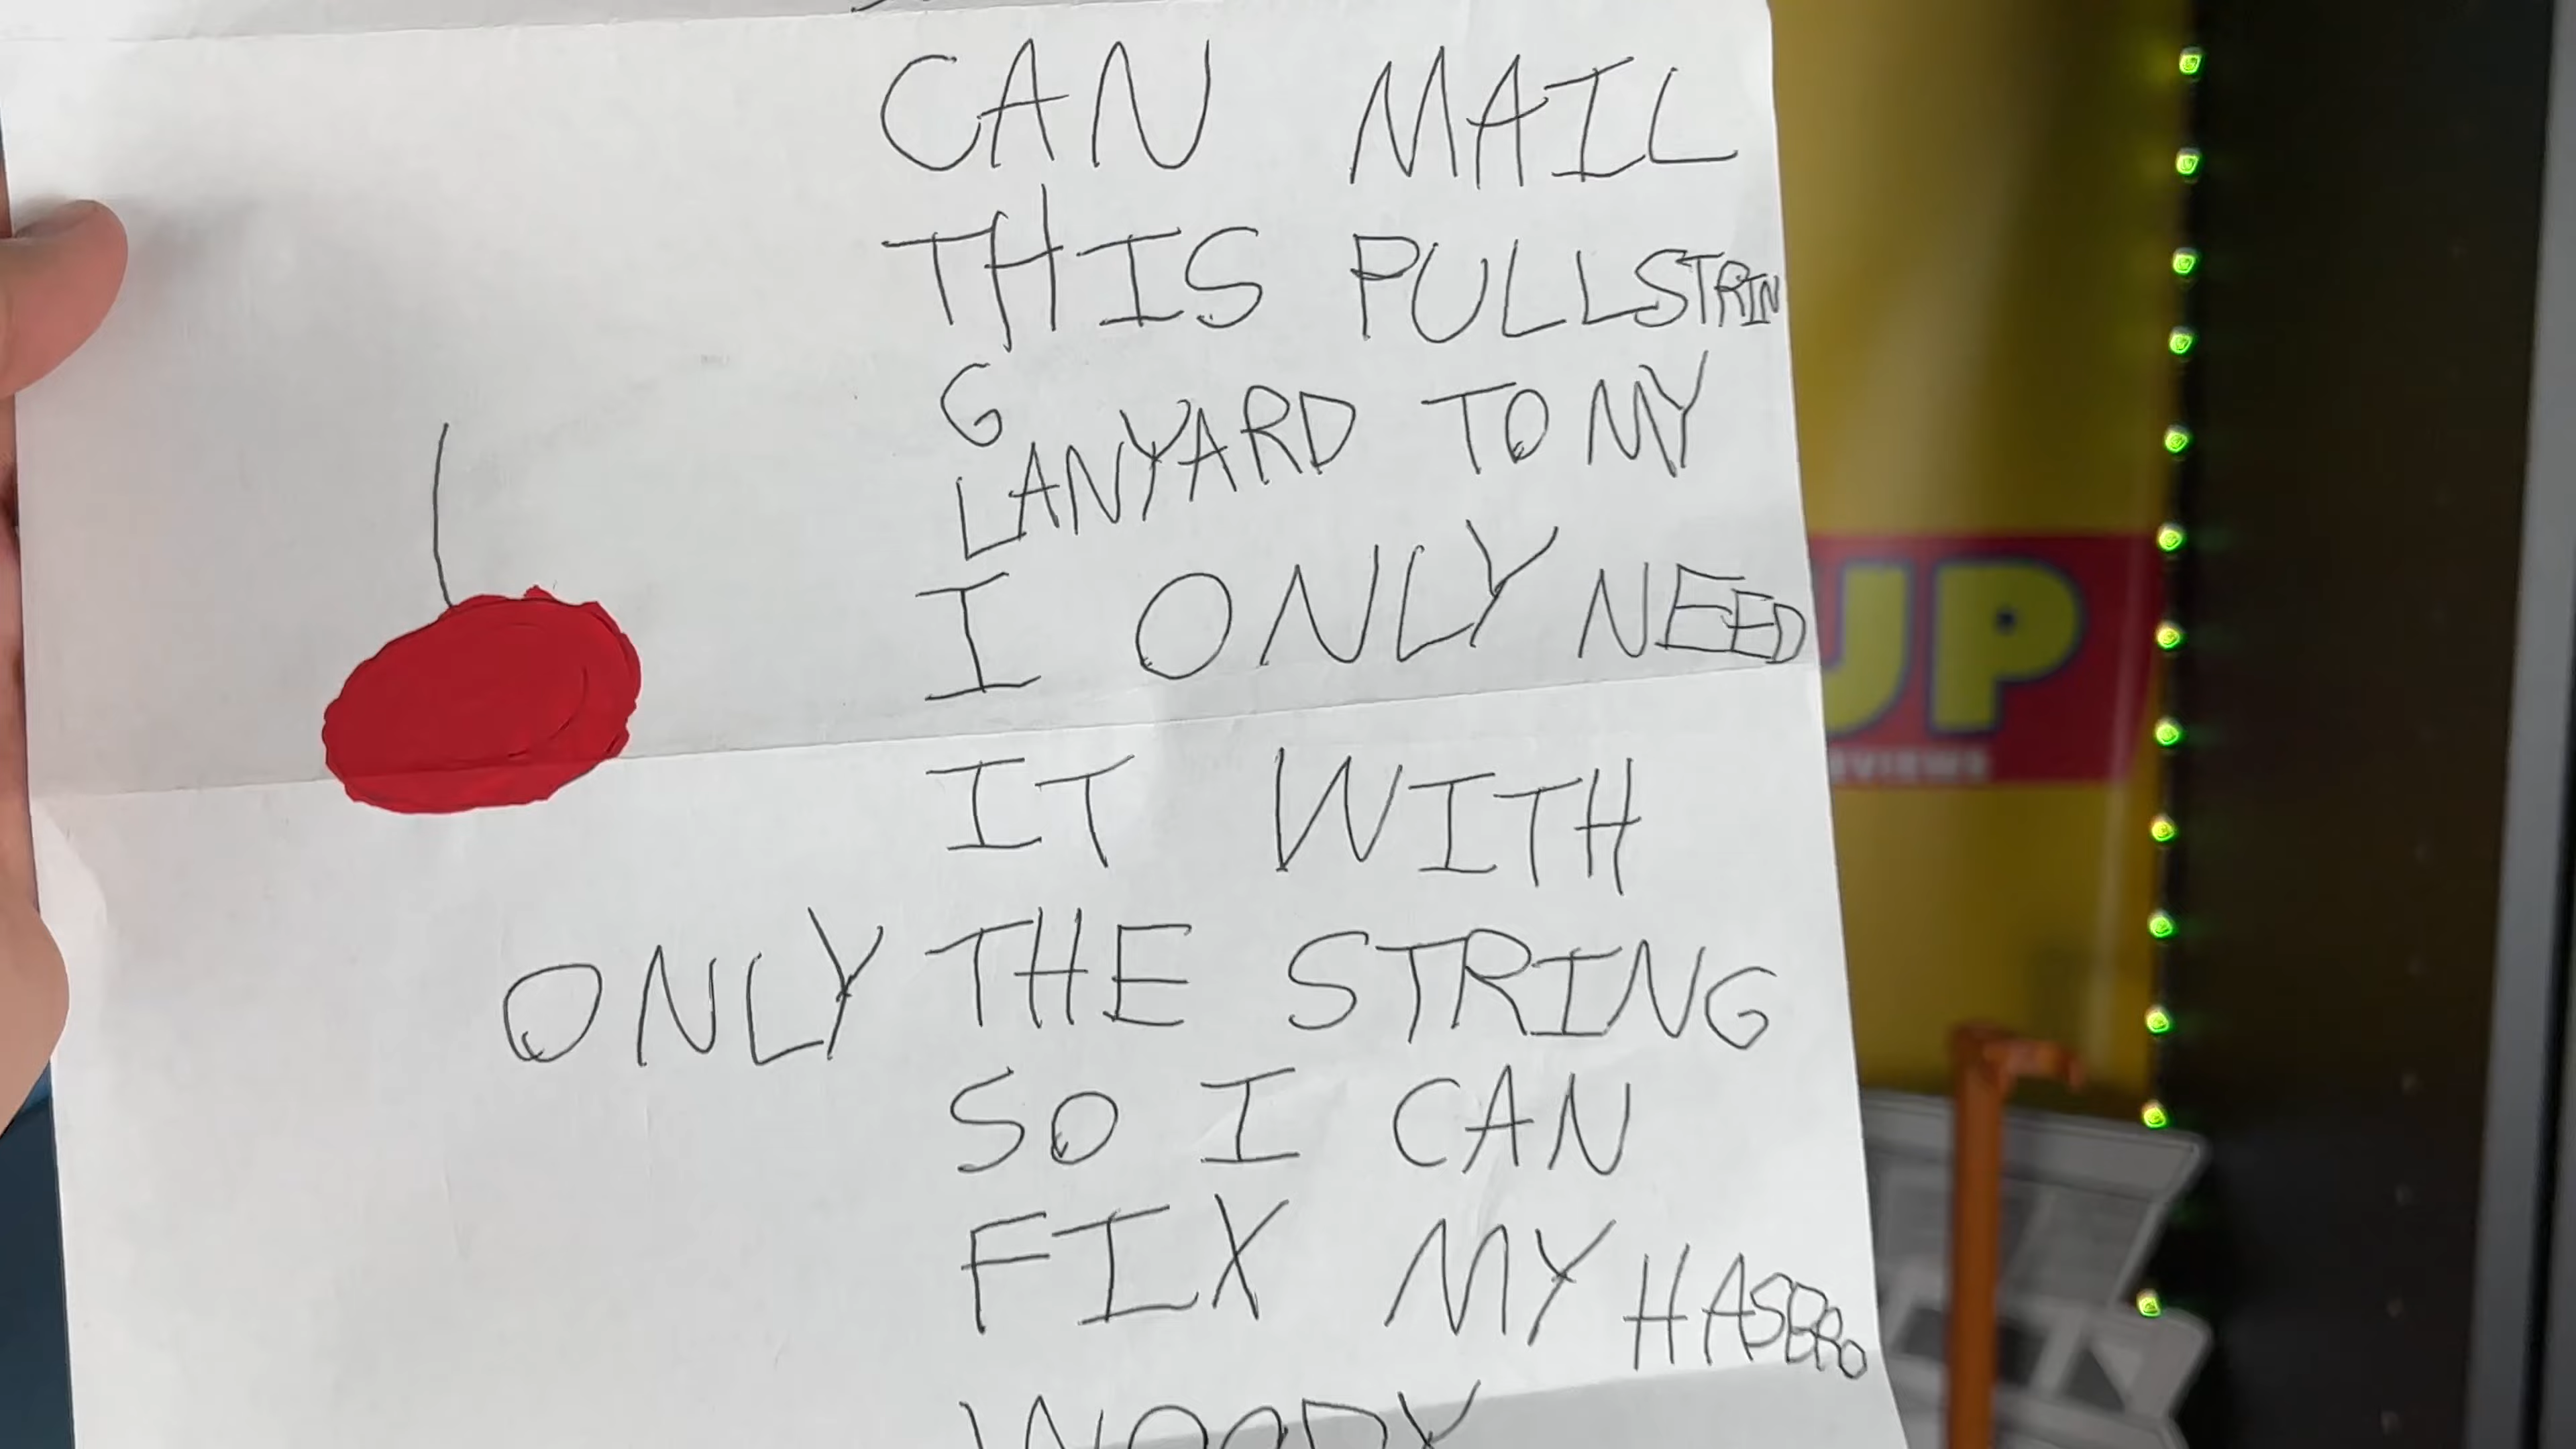 CAN MAIL
THIS PULLSTRIN
G
LANYARD TO MY
I ONLY NEED
IT WITH
ONLY THE STRING
SO I CAN
FIX MY HASBRO
WOODY
UP